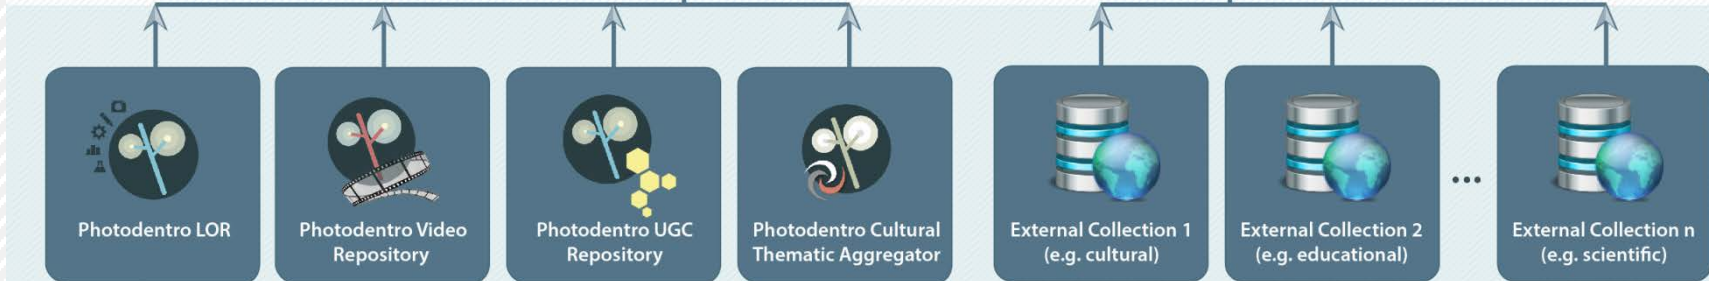 Photodentro LOR
Photodentro Video
Repository
Photodentro UGC
Repository
Photodentro Cultural
Thematic Aggregator
External Collection 1
(e.g. cultural)
External Collection 2
(e.g. educational)
...
External Collection n
(e.g. scientific)